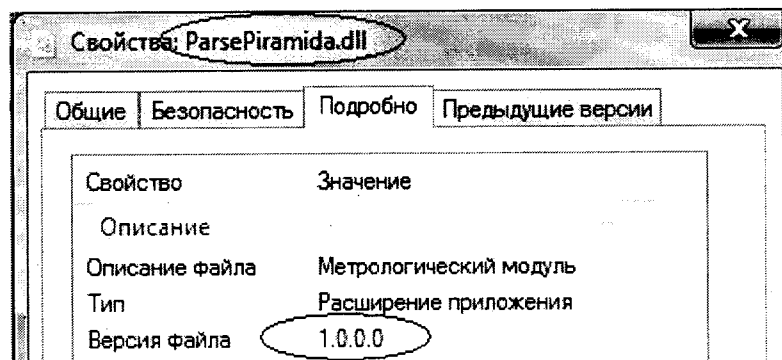 Свойства: ParsePiramida.dll
Общие Безопасность Подробно Предыдущие версии
Свойство Значение
Описание
Описание файла Метрологический модуль
Тип Расширение приложения
Версия файла 1.0.0.0